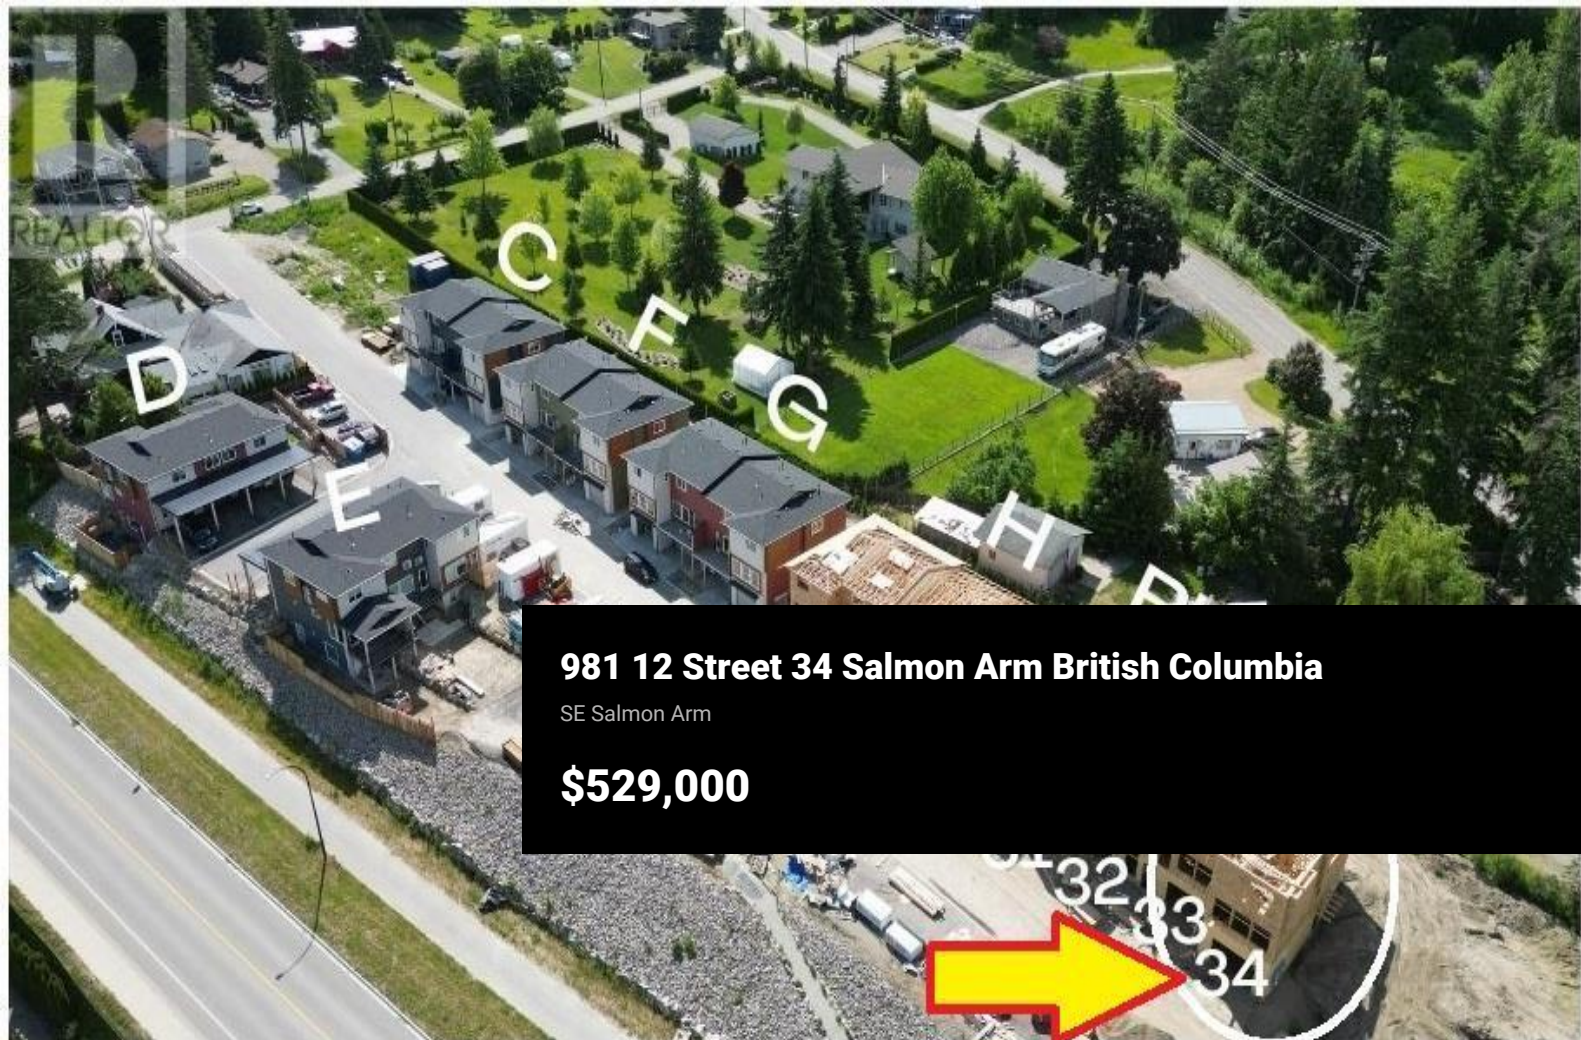 REALTOR
C
F
D
G
E
H
981 12 Street 34 Salmon Arm British Columbia
SE Salmon Arm
$529,000
32
33
34